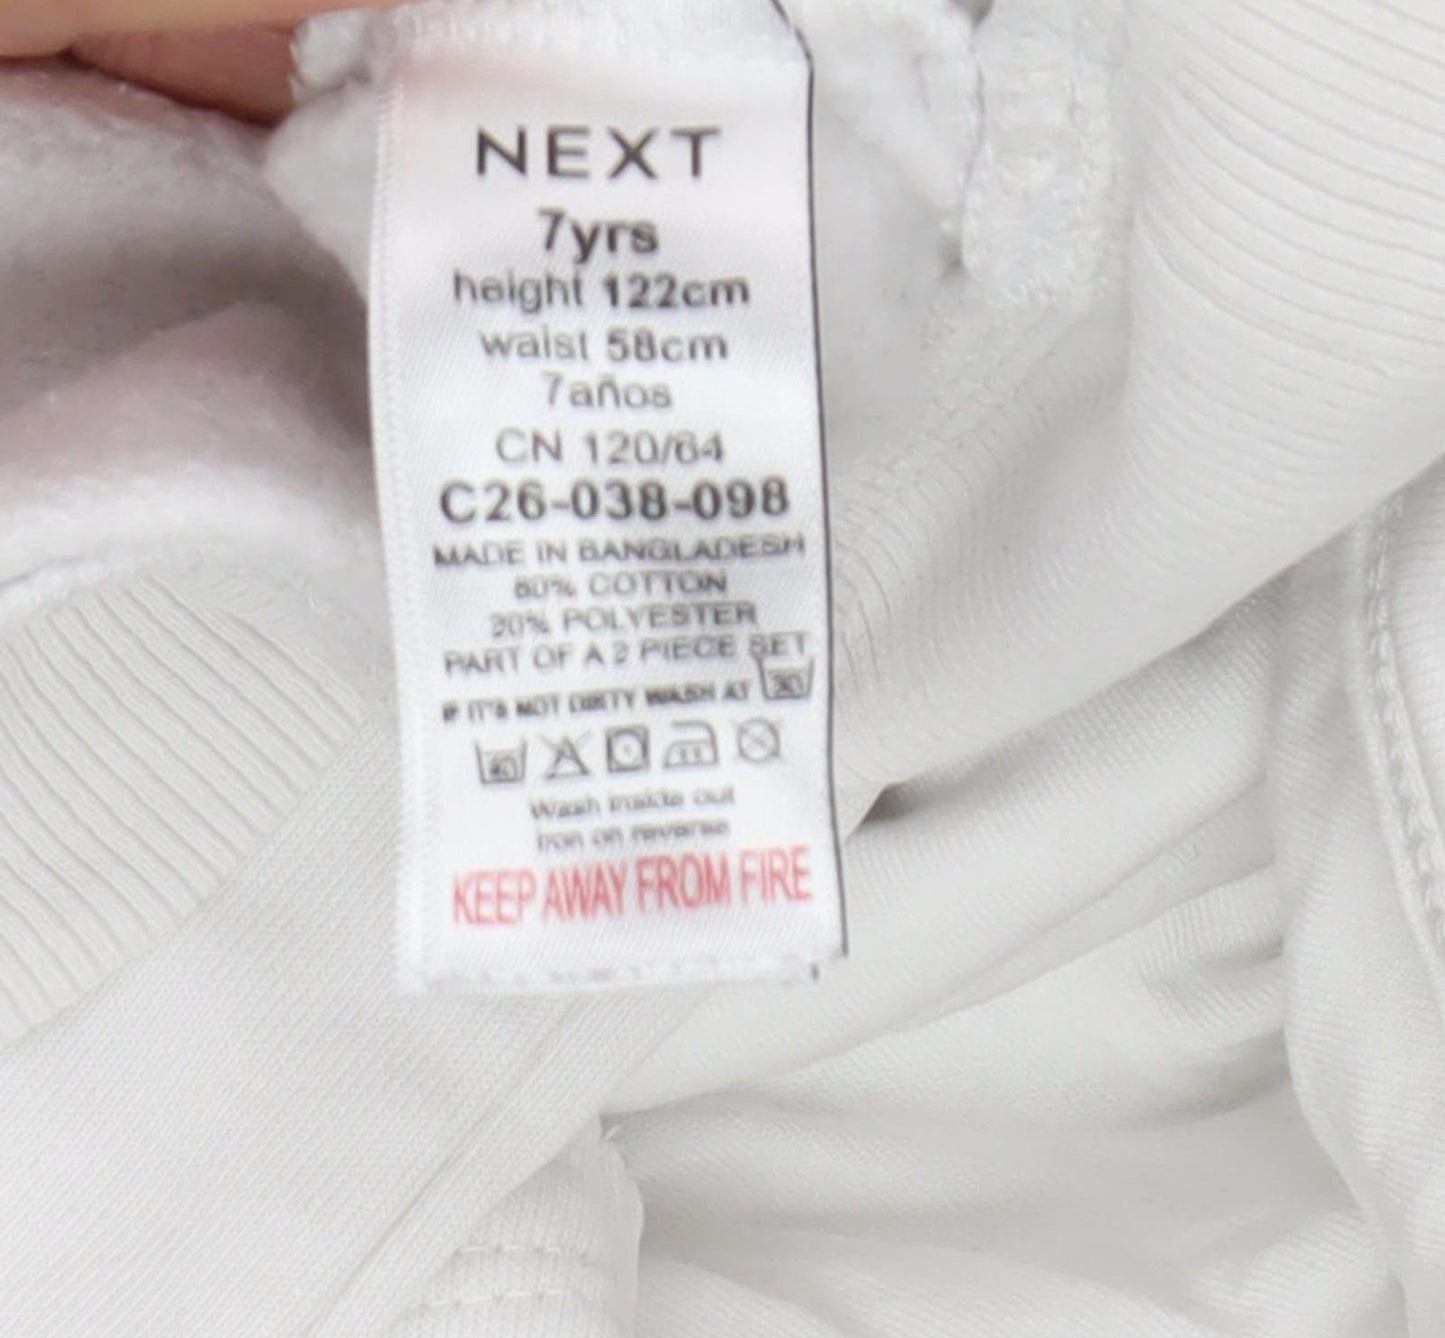 NEXT
7yrs
height 122cm
waist 58cm
7años
CN 120/64
C26-038-098
MADE IN BANGLADESH
80% COTTON
20% POLYESTER
PART OF A 2 PIECE SET
IF IT'S NOT DIRTY WASH AT 30
40
Wash inside out
Iron on reverse
KEEP AWAY FROM FIRE